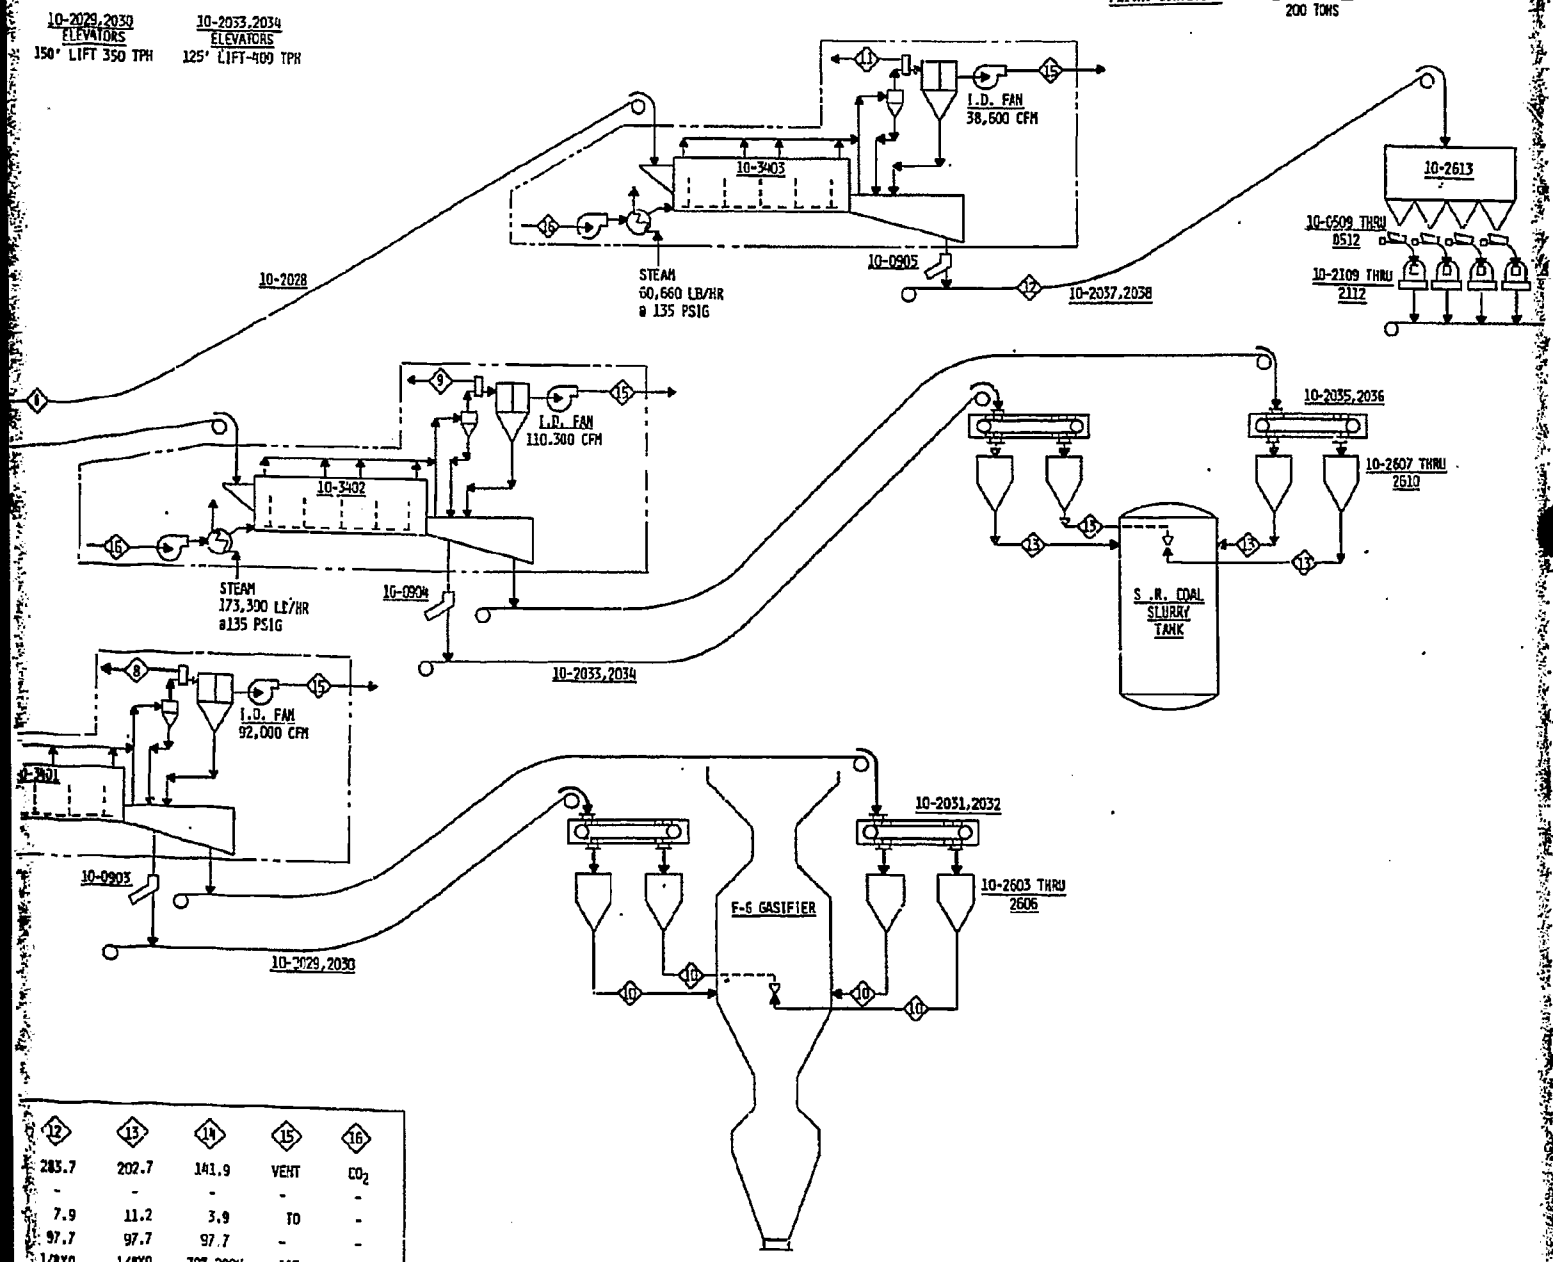 200 TONS
10-2029,2030
ELEVATORS
150' LIFT 350 TPH
10-2033,2034
ELEVATORS
125' LIFT-400 TPH
11
15
I.D. FAN
38,600 CFM
10-3403
16
STEAM
60,660 LB/HR
@ 135 PSIG
10-0905
12
10-2037,2038
10-2613
10-0509 THRU
0512
10-2109 THRU
2112
10-2028
9
15
I.D. FAN
110,300 CFM
10-3402
16
STEAM
173,300 LB/HR
@135 PSIG
10-0904
10-2033,2034
10-2035,2036
10-2607 THRU
2610
13
13
13
13
S.R. COAL
SLURRY
TANK
8
15
I.D. FAN
92,000 CFM
0-3401
10-0903
10-2029,2030
10-2031,2032
10-2603 THRU
2606
F-G GASIFIER
10
10
10
10
12 13 14 15 16
283.7 202.7 141.9 VENT CO2
- - - - -
7.9 11.2 3.9 TO -
97.7 97.7 97.7 - -